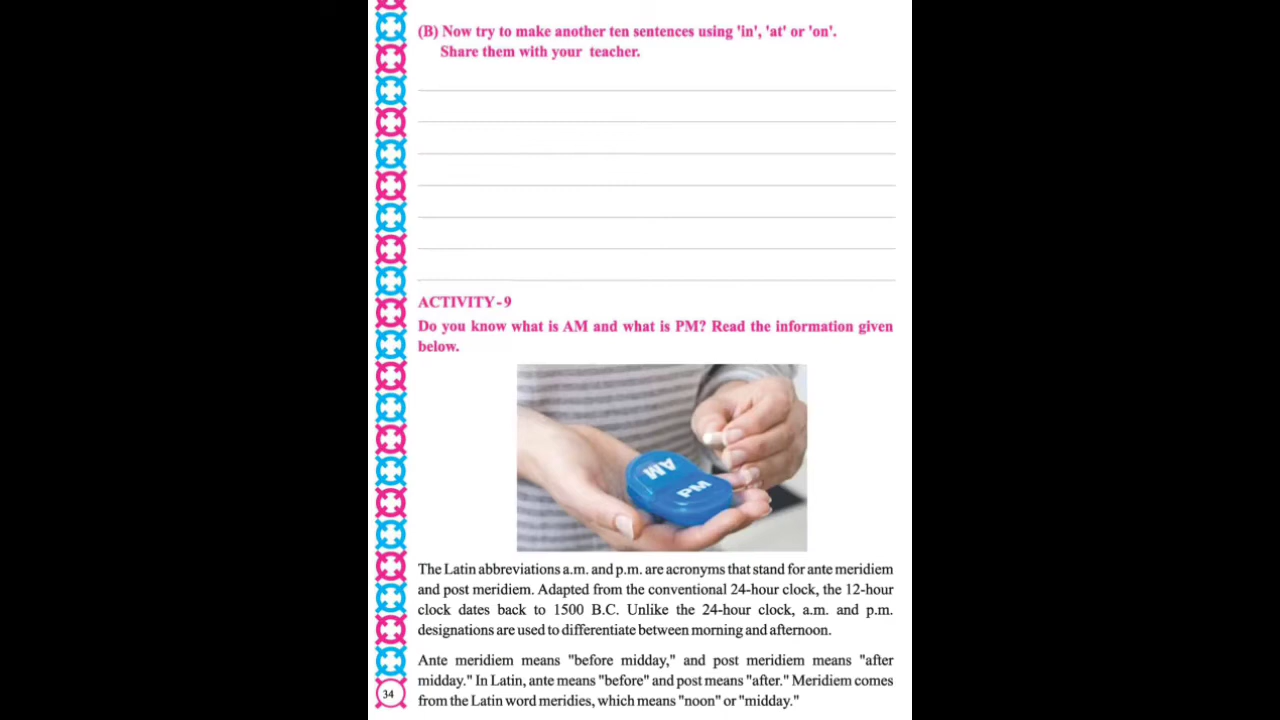 (B) Now try to make another ten sentences using 'in', 'at' or 'on'.
Share them with your teacher.
ACTIVITY-9
Do you know what is AM and what is PM? Read the information given
below.
AM
PM
The Latin abbreviations a.m. and p.m. are acronyms that stand for ante meridiem
and post meridiem. Adapted from the conventional 24-hour clock, the 12-hour
clock dates back to 1500 B.C. Unlike the 24-hour clock, a.m. and p.m.
designations are used to differentiate between morning and afternoon.
Ante meridiem means "before midday," and post meridiem means "after
midday." In Latin, ante means "before" and post means "after." Meridiem comes
from the Latin word meridies, which means "noon" or "midday."
34